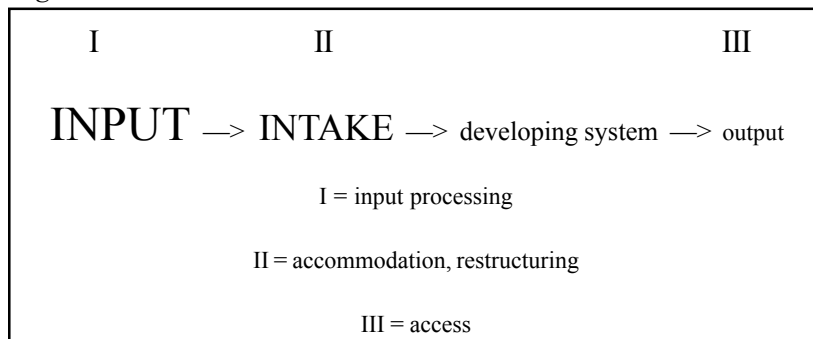 I II III
INPUT —> INTAKE —> developing system —> output
I = input processing
II = accommodation, restructuring
III = access